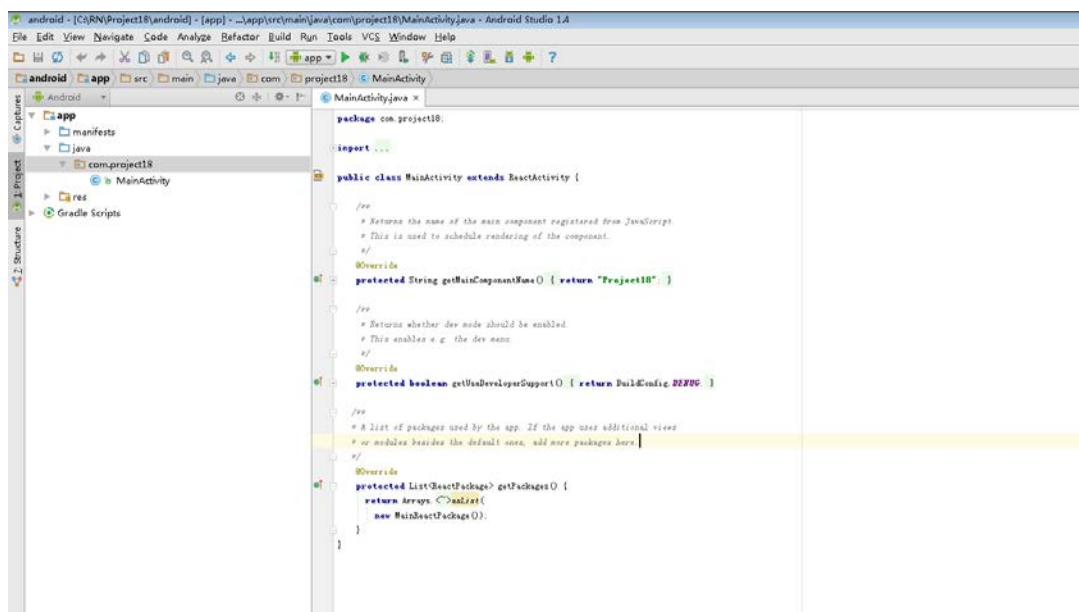 android - [C:\RN\Project18\android] - [app] - ...\app\src\main\java\com\project18\MainActivity.java - Android Studio 1.4
File Edit View Navigate Code Analyze Refactor Build Run Tools VCS Window Help
app
android app src main java com project18 MainActivity
Android
MainActivity.java
Captures
1: Project
7: Structure
app
manifests
java
com.project18
MainActivity
res
Gradle Scripts
package com.project18;
import ...
public class MainActivity extends ReactActivity {
/**
* Returns the name of the main component registered from JavaScript.
* This is used to schedule rendering of the component.
*/
@Override
protected String getMainComponentName() { return "Project18"; }
/**
* Returns whether dev mode should be enabled.
* This enables e.g. the dev menu.
*/
@Override
protected boolean getUseDeveloperSupport() { return BuildConfig.DEBUG; }
/**
* A list of packages used by the app. If the app uses additional views
* or modules besides the default ones, add more packages here.
*/
@Override
protected List<ReactPackage> getPackages() {
return Arrays.<~>asList(
new MainReactPackage());
}
}